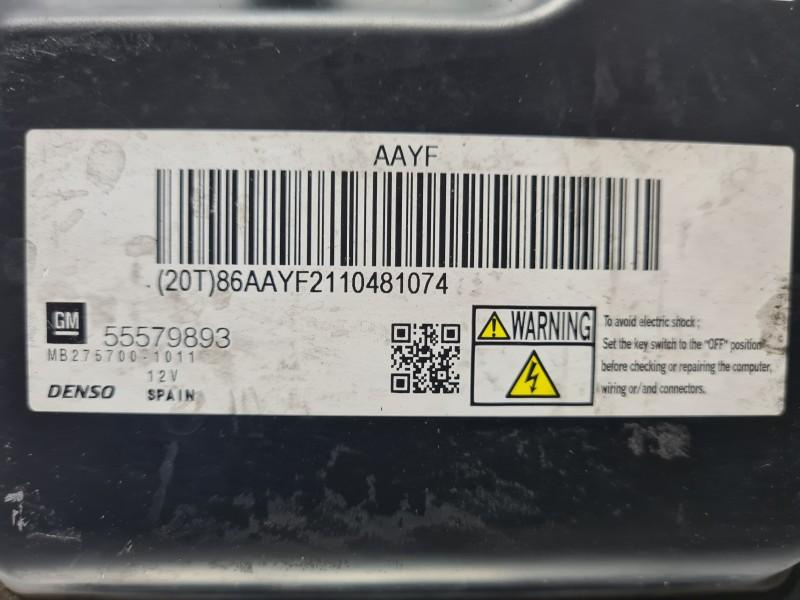 AAYF
(20T)86AAYF2110481074
GM
55579893
MB275700-1011
12V
DENSO SPAIN
WARNING
To avoid electric shock ;
Set the key switch to the "OFF" position
before checking or repairing the computer,
wiring or/and connectors.